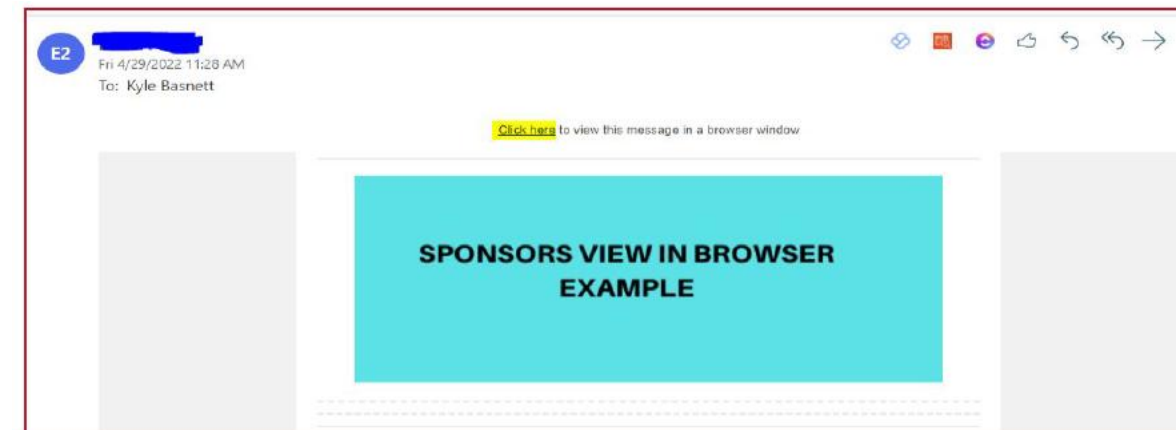 E2
Fri 4/29/2022 11:28 AM
To: Kyle Basnett
Click here to view this message in a browser window
SPONSORS VIEW IN BROWSER
EXAMPLE